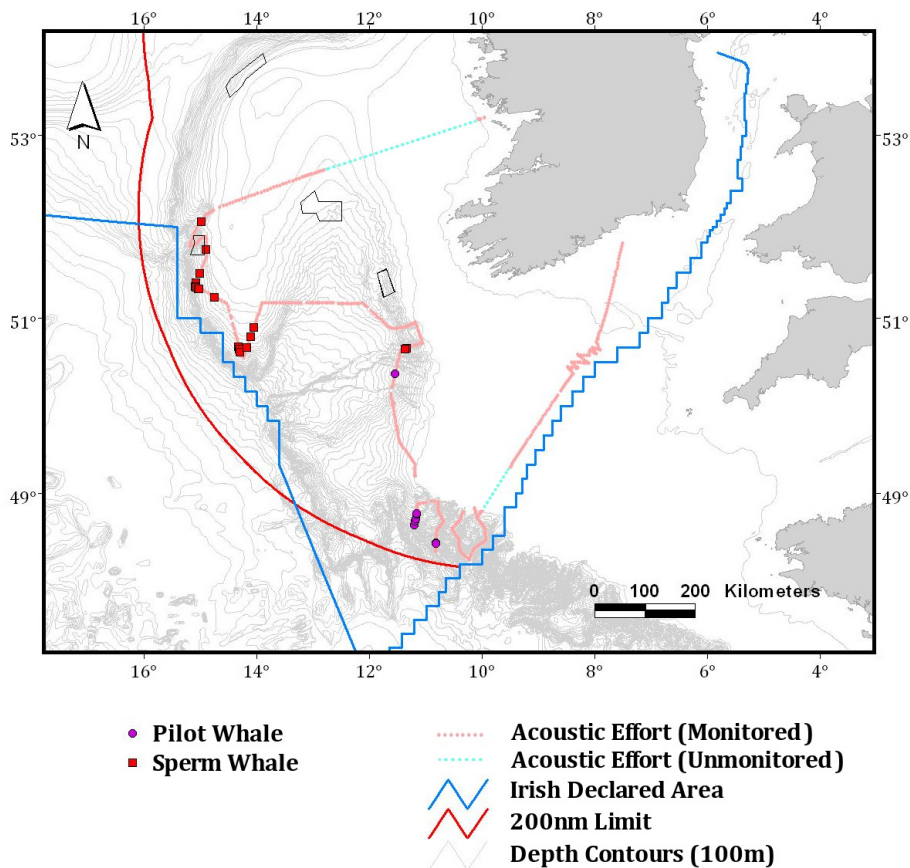 16° 14° 12° 10° 8° 6° 4°
N
53° 53°
51° 51°
49° 49°
0 100 200 Kilometers
16° 14° 12° 10° 8° 6° 4°
Pilot Whale
Sperm Whale
Acoustic Effort (Monitored)
Acoustic Effort (Unmonitored)
Irish Declared Area
200nm Limit
Depth Contours (100m)